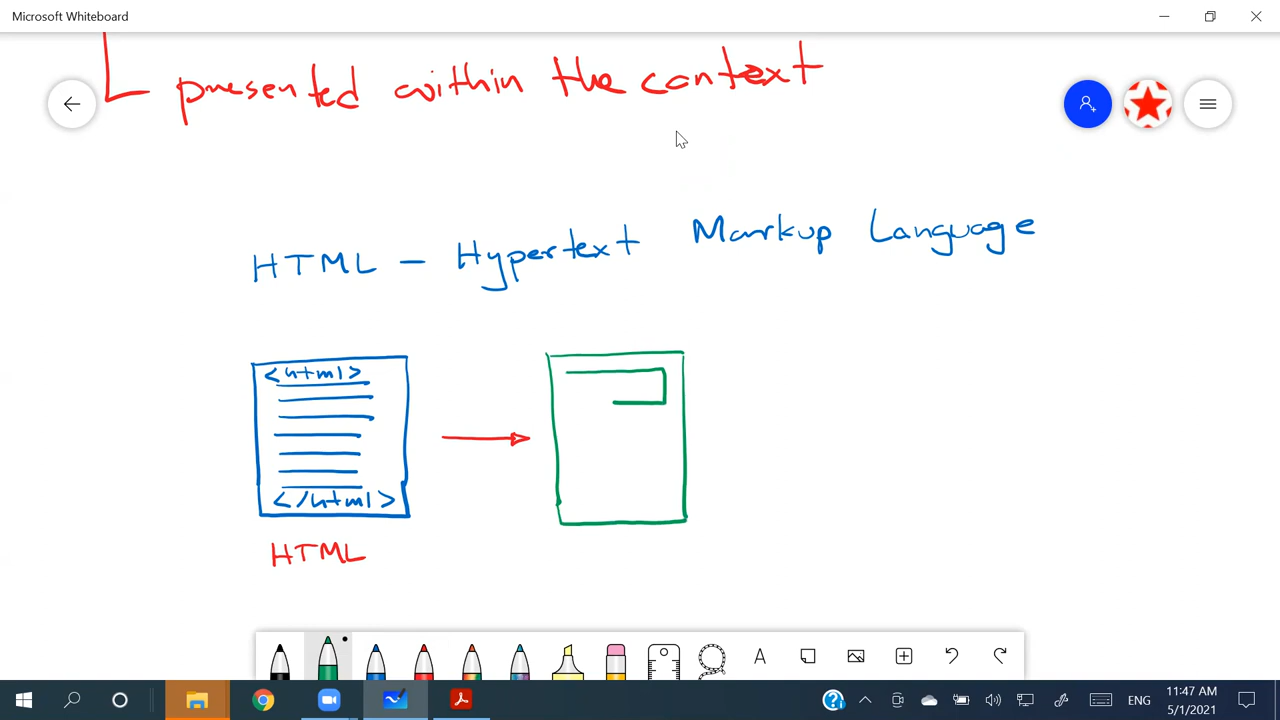 Microsoft Whiteboard
presented within the context
HTML - Hypertext Markup Language
<html>
</html>
HTML
A
ENG
11:47 AM
5/1/2021